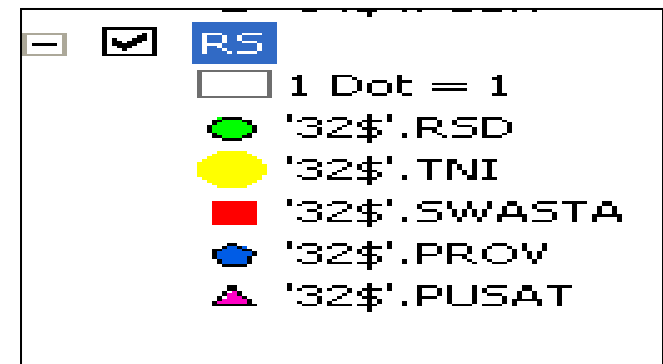 RS
1 Dot = 1
'32$'.RSD
'32$'.TNI
'32$'.SWASTA
'32$'.PROV
'32$'.PUSAT